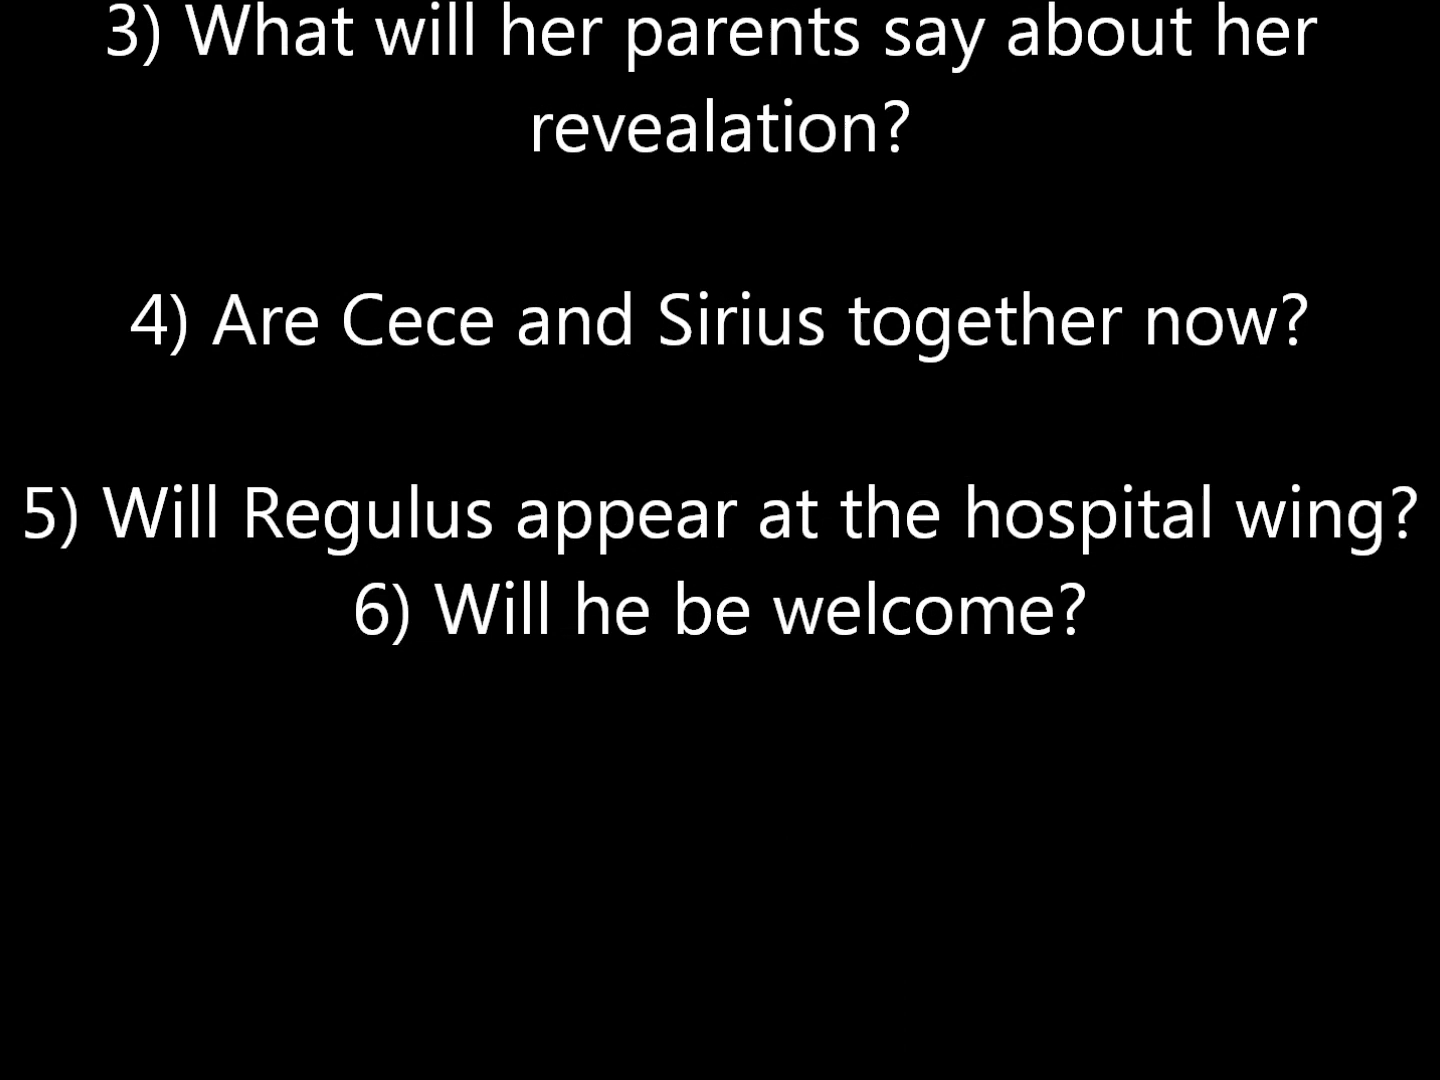 3) What will her parents say about her
revealation?
4) Are Cece and Sirius together now?
5) Will Regulus appear at the hospital wing?
6) Will he be welcome?